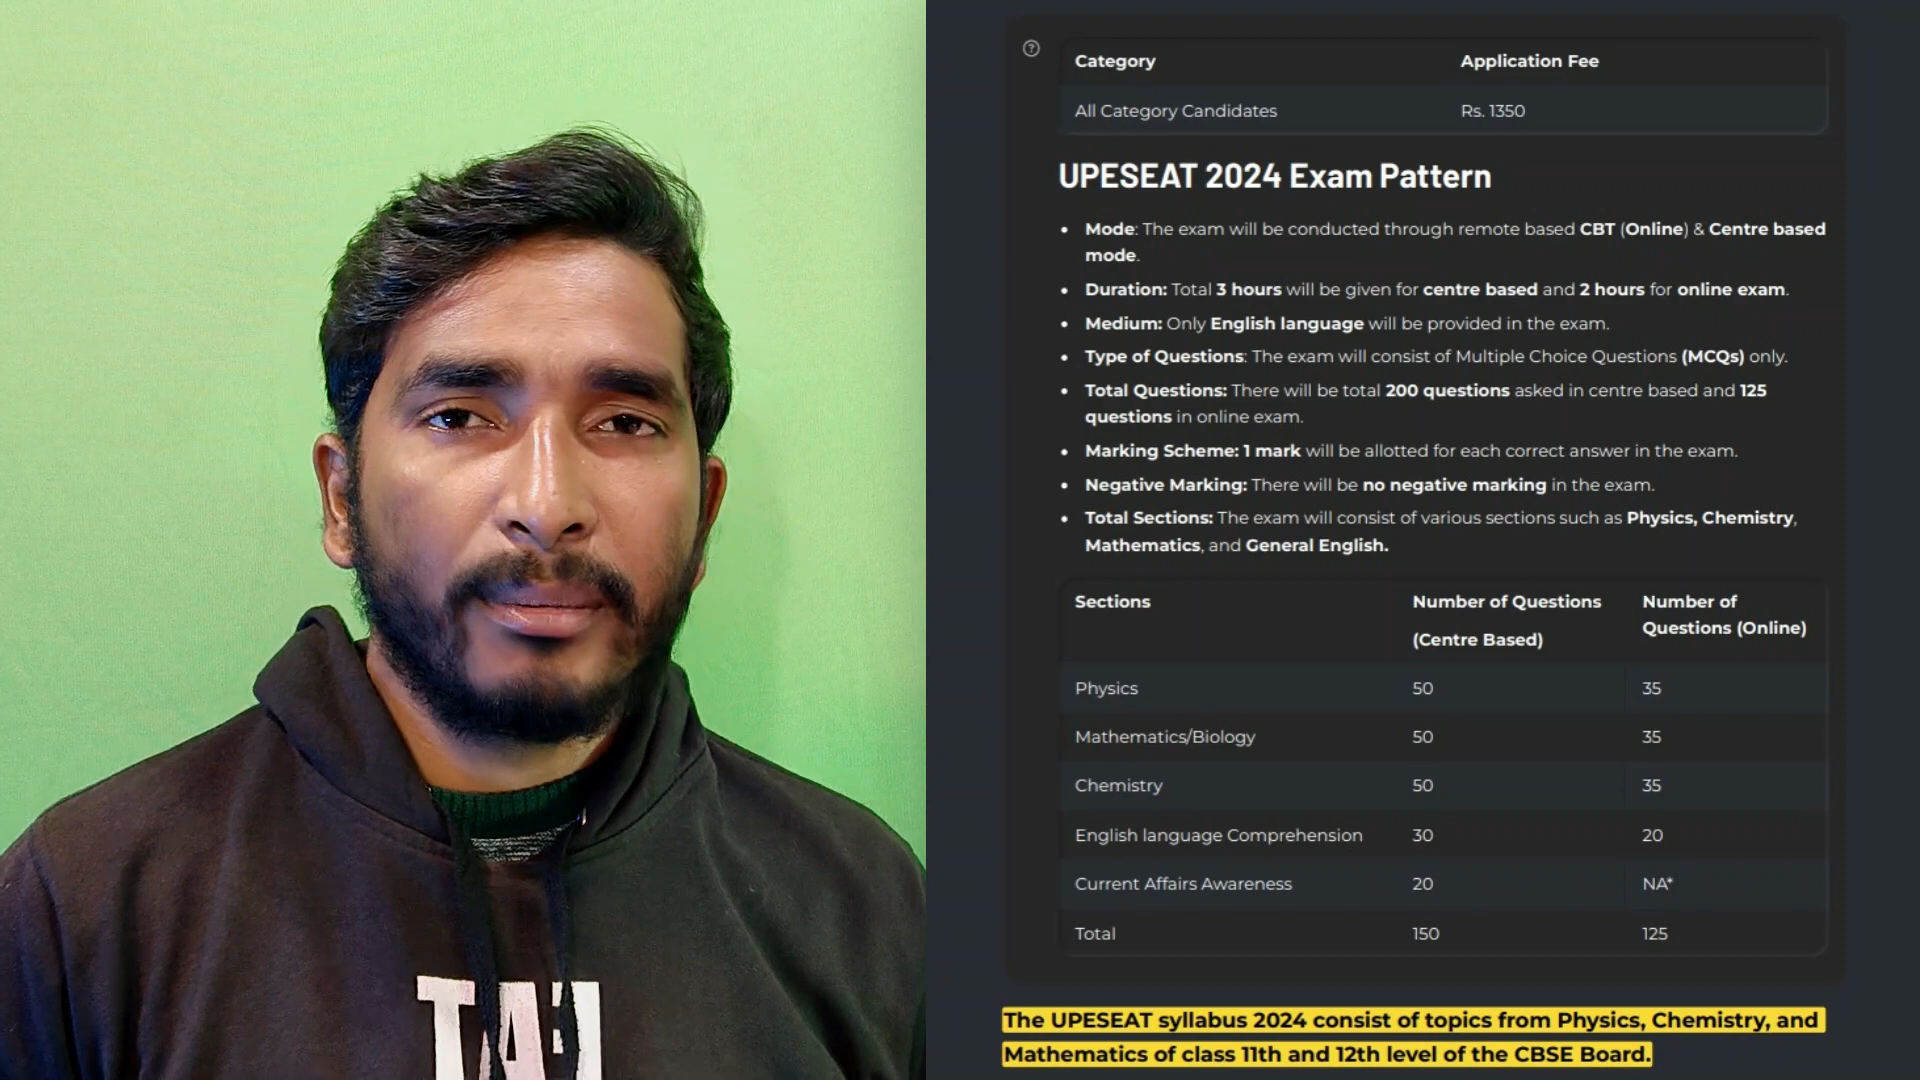 Category Application Fee
All Category Candidates Rs. 1350
UPESEAT 2024 Exam Pattern
• Mode: The exam will be conducted through remote based CBT (Online) & Centre based
mode.
• Duration: Total 3 hours will be given for centre based and 2 hours for online exam.
• Medium: Only English language will be provided in the exam.
• Type of Questions: The exam will consist of Multiple Choice Questions (MCQs) only.
• Total Questions: There will be total 200 questions asked in centre based and 125
questions in online exam.
• Marking Scheme: 1 mark will be allotted for each correct answer in the exam.
• Negative Marking: There will be no negative marking in the exam.
• Total Sections: The exam will consist of various sections such as Physics, Chemistry,
Mathematics, and General English.
Sections Number of Questions (Centre Based) Number of Questions (Online)
Physics 50 35
Mathematics/Biology 50 35
Chemistry 50 35
English language Comprehension 30 20
Current Affairs Awareness 20 NA*
Total 150 125
The UPESEAT syllabus 2024 consist of topics from Physics, Chemistry, and
Mathematics of class 11th and 12th level of the CBSE Board.